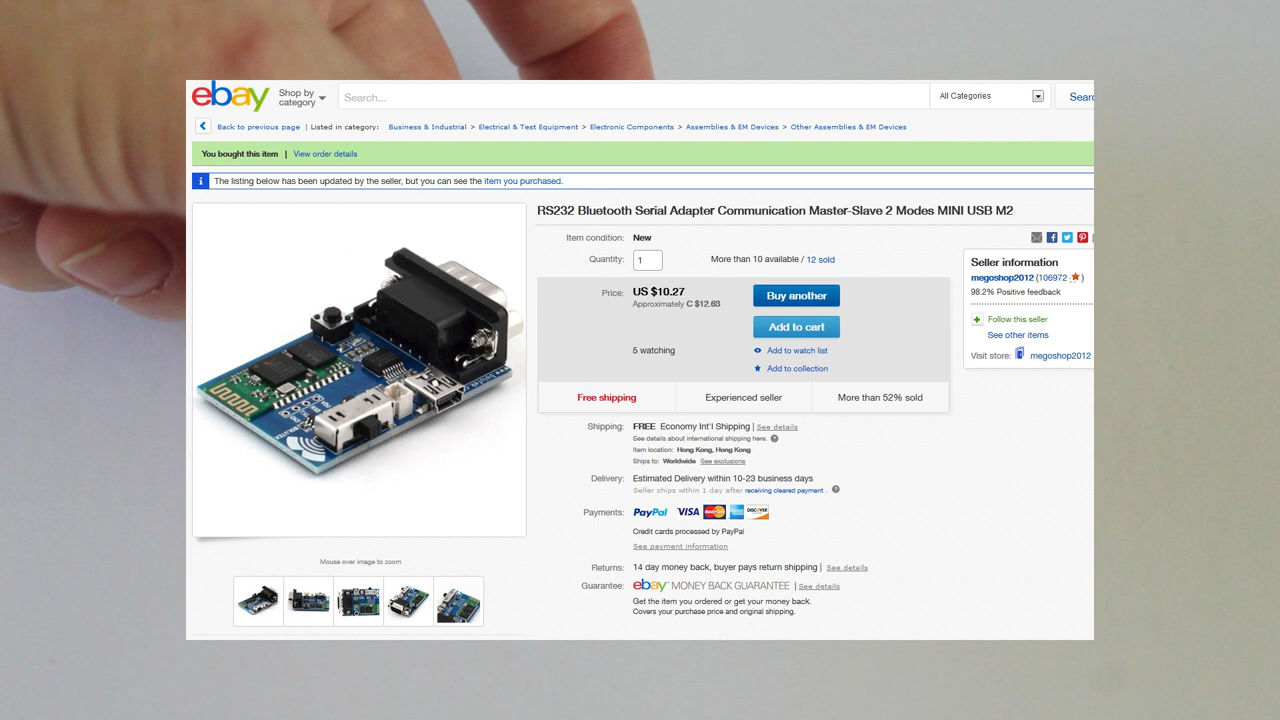 ebay
Shop by
category
Search...
All Categories
Back to previous page | Listed in category: Business & Industrial > Electrical & Test Equipment > Electronic Components > Assemblies & EM Devices > Other Assemblies & EM Devices
You bought this item | View order details
i The listing below has been updated by the seller, but you can see the item you purchased.
RS232 Bluetooth Serial Adapter Communication Master-Slave 2 Modes MINI USB M2
Item condition: New
Quantity: 1 More than 10 available / 12 sold
Price: US $10.27
Approximately C $12.63
Buy another
Add to cart
5 watching
Add to watch list
Add to collection
Free shipping Experienced seller More than 52% sold
Shipping: FREE Economy Int'l Shipping | See details
See details about international shipping here. ?
Item location: Hong Kong, Hong Kong
Ships to: Worldwide See exclusions
Delivery: Estimated Delivery within 10-23 business days
Seller ships within 1 day after receiving cleared payment . ?
Payments: PayPal VISA MasterCard DISCOVER
Credit cards processed by PayPal
See payment information
Returns: 14 day money back, buyer pays return shipping | See details
Guarantee: ebay MONEY BACK GUARANTEE | See details
Get the item you ordered or get your money back.
Covers your purchase price and original shipping.
Seller information
megoshop2012 (106972 )
98.2% Positive feedback
Follow this seller
See other items
Visit store: megoshop2012
Mouse over image to zoom